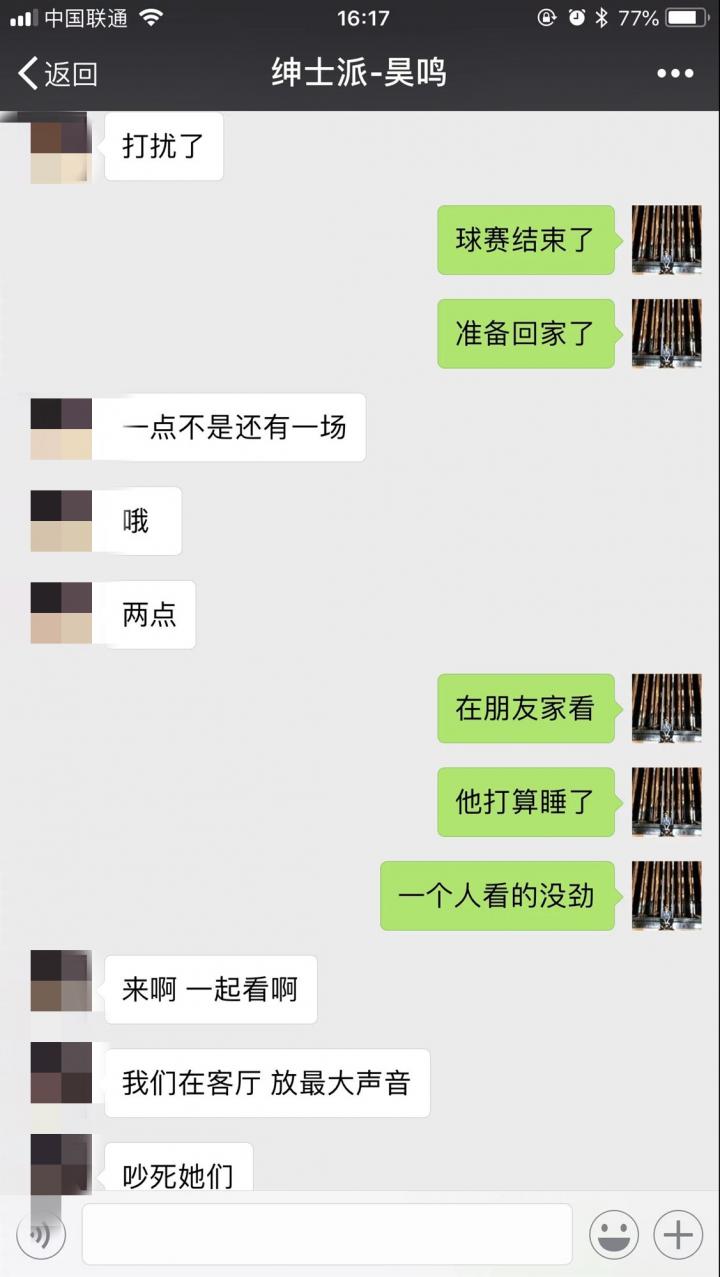 中国联通 16:17 77%
返回 绅士派-昊鸣
打扰了
球赛结束了
准备回家了
一点不是还有一场
哦
两点
在朋友家看
他打算睡了
一个人看的没劲
来啊 一起看啊
我们在客厅 放最大声音
吵死她们